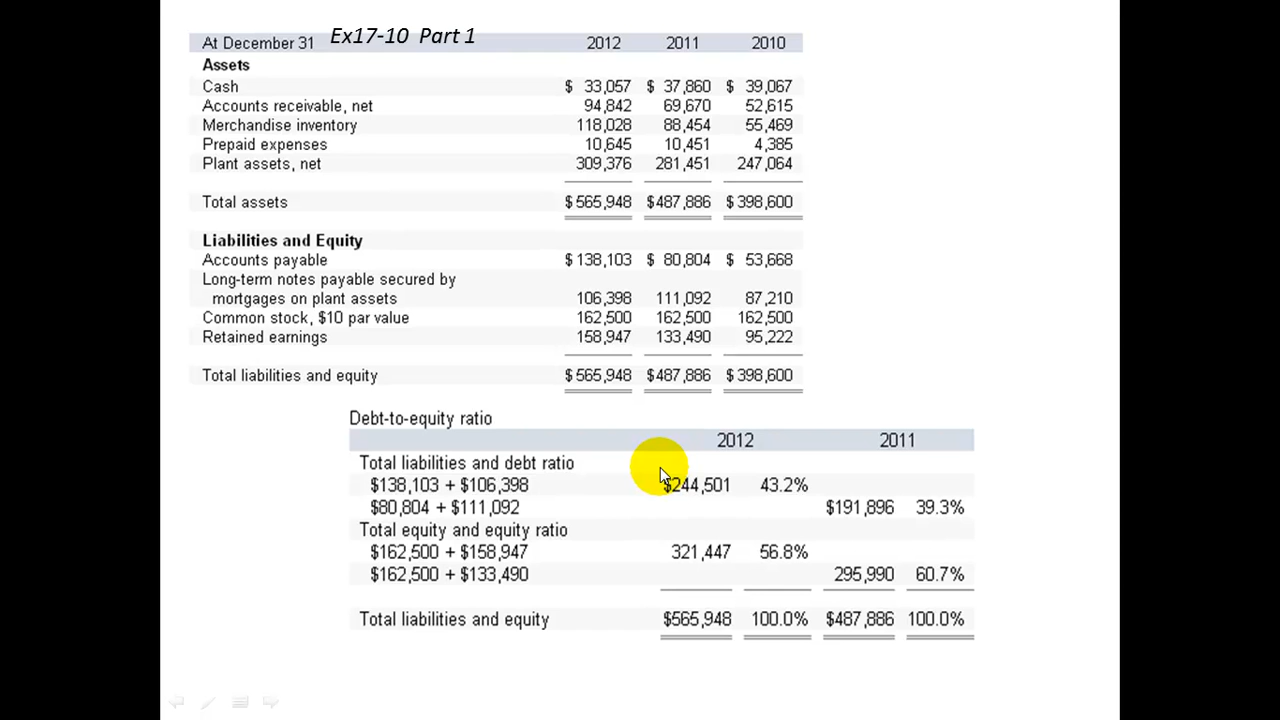 At December 31 Ex17-10 Part 1 2012 2011 2010
Assets
Cash $ 33,057 $ 37,860 $ 39,067
Accounts receivable, net 94,842 69,670 52,615
Merchandise inventory 118,028 88,454 55,469
Prepaid expenses 10,645 10,451 4,385
Plant assets, net 309,376 281,451 247,064
Total assets $565,948 $487,886 $398,600
Liabilities and Equity
Accounts payable $138,103 $ 80,804 $ 53,668
Long-term notes payable secured by
mortgages on plant assets 106,398 111,092 87,210
Common stock, $10 par value 162,500 162,500 162,500
Retained earnings 158,947 133,490 95,222
Total liabilities and equity $565,948 $487,886 $398,600
Debt-to-equity ratio
2012 2011
Total liabilities and debt ratio
$138,103 + $106,398 $244,501 43.2%
$80,804 + $111,092 $191,896 39.3%
Total equity and equity ratio
$162,500 + $158,947 321,447 56.8%
$162,500 + $133,490 295,990 60.7%
Total liabilities and equity $565,948 100.0% $487,886 100.0%